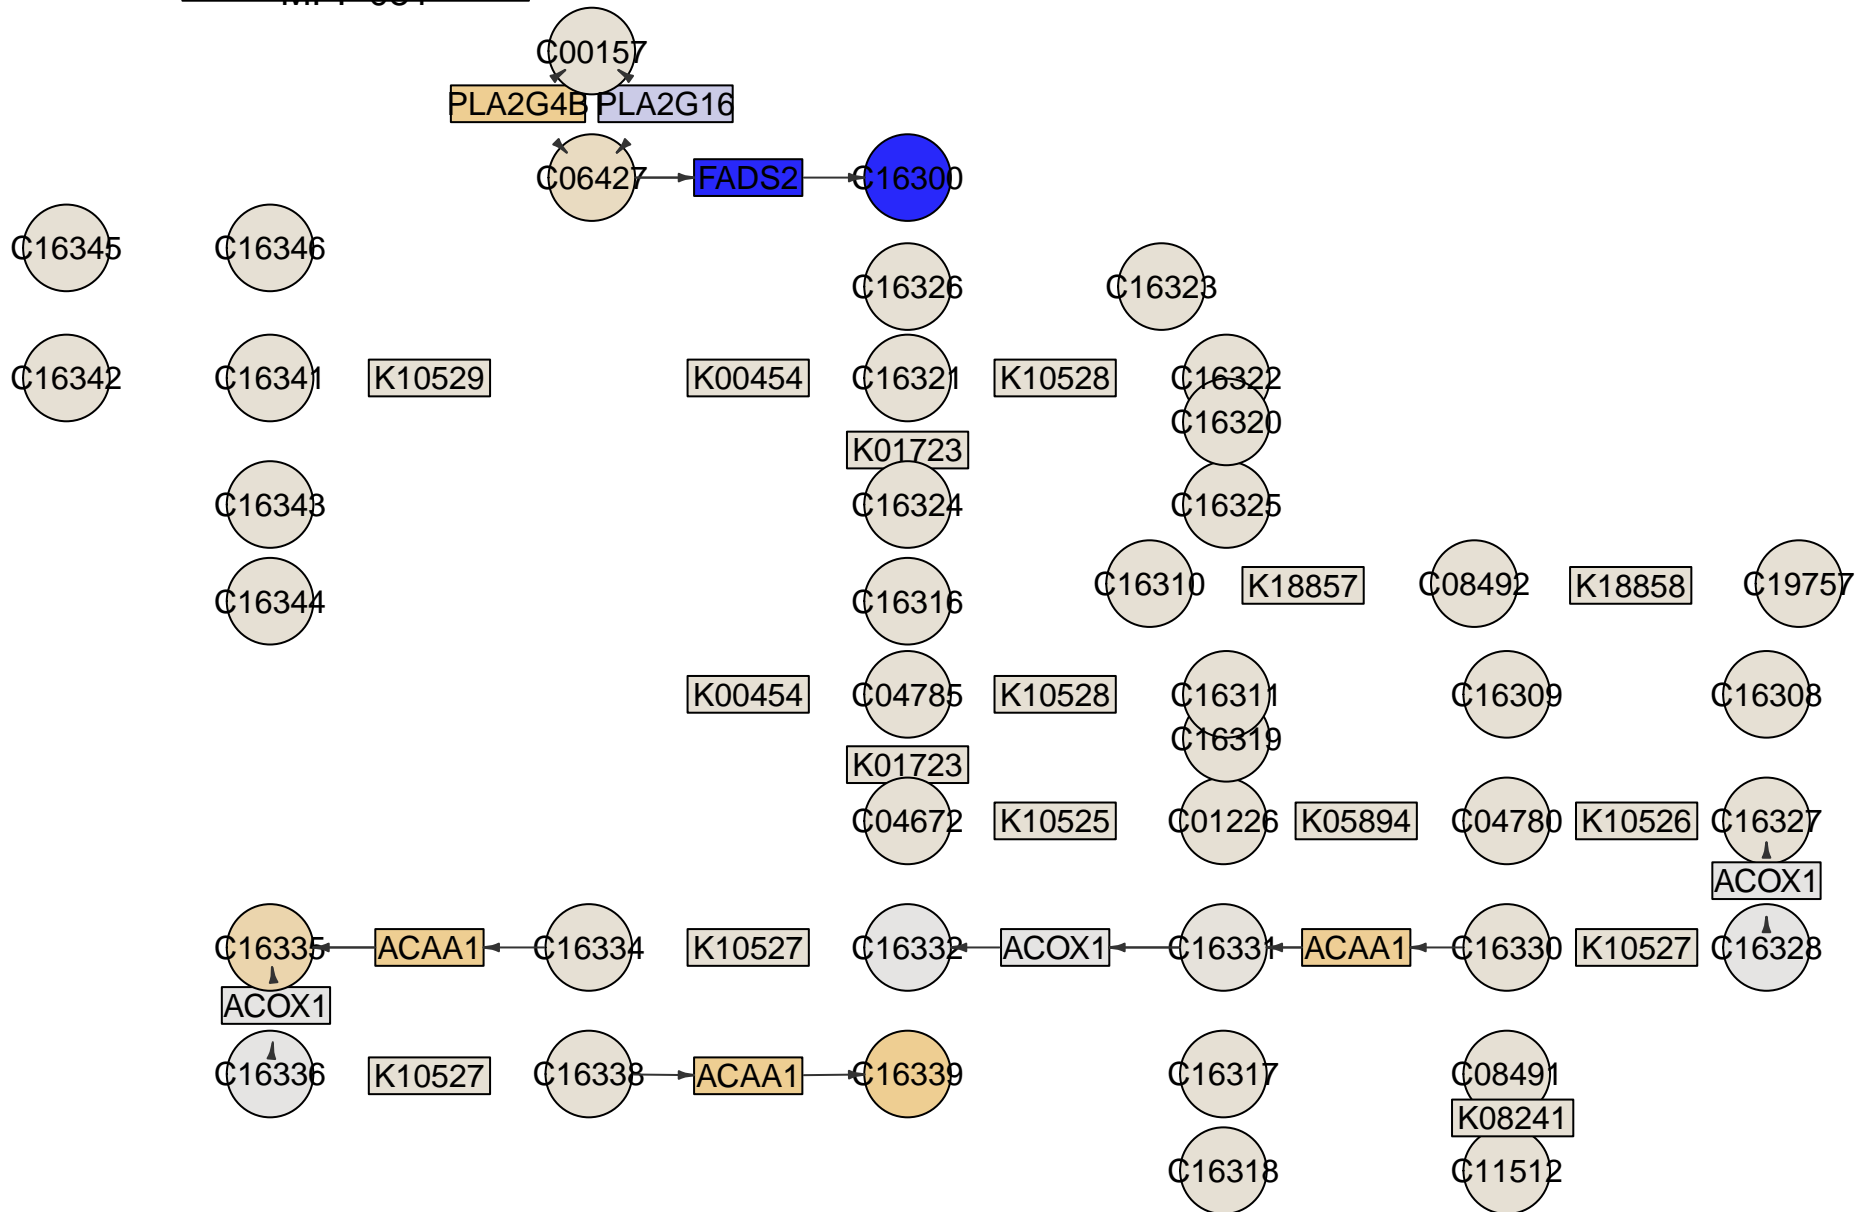 C00157
PLA2G4B PLA2G16
C06427 FADS2 C16300
C16345 C16346
C16326 C16323
C16342 C16341 K10529 K00454 C16321 K10528 C16322
C16320
K01723
C16343 C16324 C16325
C16310 K18857 C08492 K18858 C19757
C16344 C16316
K00454 C04785 K10528 C16311 C16309 C16308
C16319
K01723
C04672 K10525 C01226 K05894 C04780 K10526 C16327
ACOX1
C16335 ACAA1 C16334 K10527 C16332 ACOX1 C16331 ACAA1 C16330 K10527 C16328
ACOX1
C16336 K10527 C16338 ACAA1 C16339 C16317 C08491
K08241
C16318 C11512